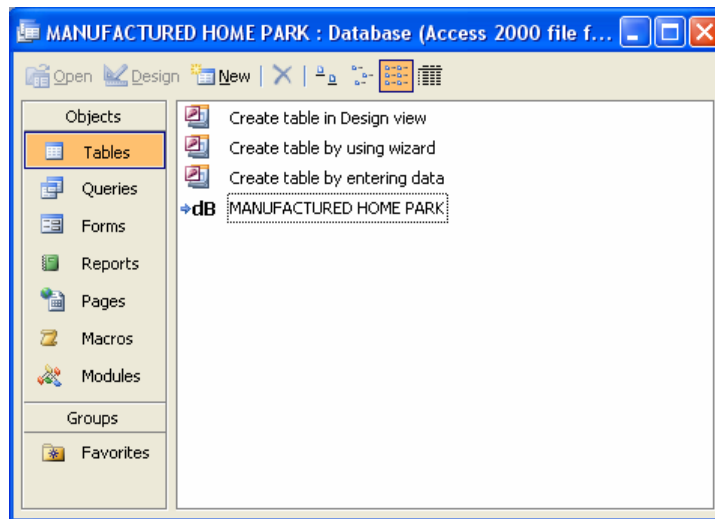 MANUFACTURED HOME PARK : Database (Access 2000 file f...
Open Design New
Objects
Tables
Queries
Forms
Reports
Pages
Macros
Modules
Groups
Favorites
Create table in Design view
Create table by using wizard
Create table by entering data
dB MANUFACTURED HOME PARK